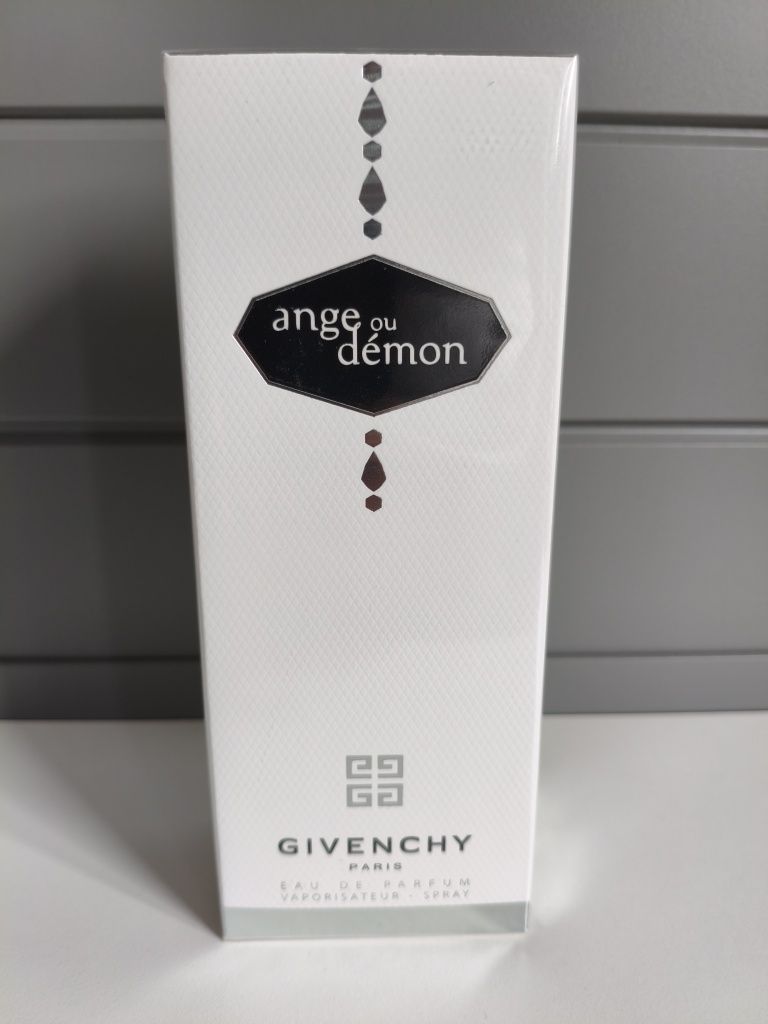 ange ou
démon
GIVENCHY
PARIS
EAU DE PARFUM
VAPORISATEUR - SPRAY